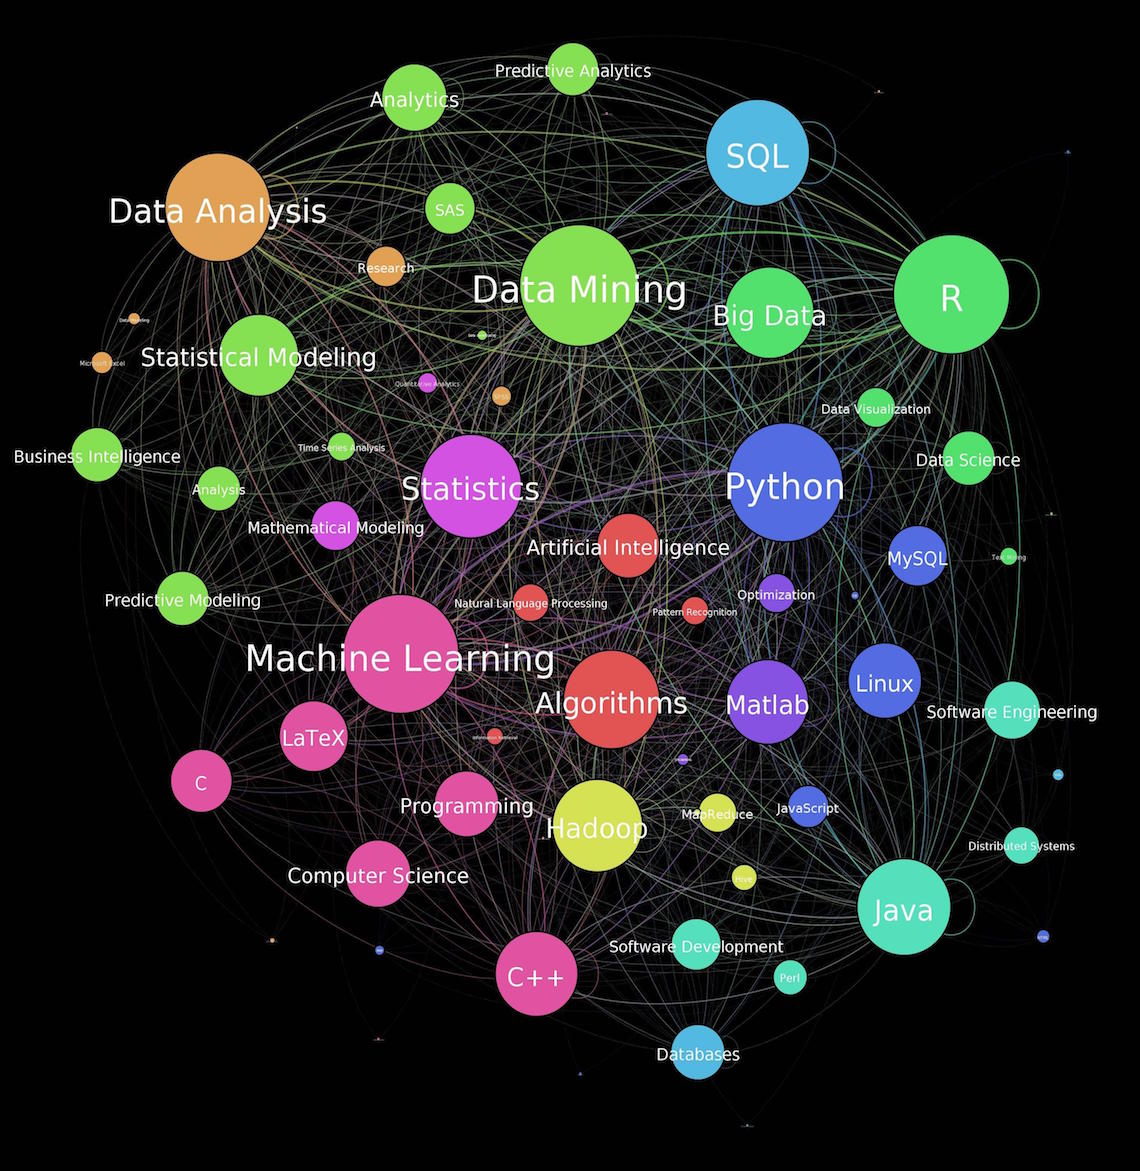 Predictive Analytics
Analytics
SQL
Data Analysis
SAS
Research
Data Mining
Big Data
R
Statistical Modeling
Microsoft Excel
Quantitative Analytics
SPSS
Data Visualization
Business Intelligence
Time Series Analysis
Analysis
Statistics
Python
Data Science
Mathematical Modeling
Artificial Intelligence
MySQL
Text Mining
Predictive Modeling
Natural Language Processing
Pattern Recognition
Optimization
Machine Learning
Algorithms
Matlab
Linux
Software Engineering
LaTeX
Information Retrieval
C
Programming
Hadoop
MapReduce
JavaScript
Distributed Systems
Computer Science
Hive
Java
Software Development
C++
Perl
Databases